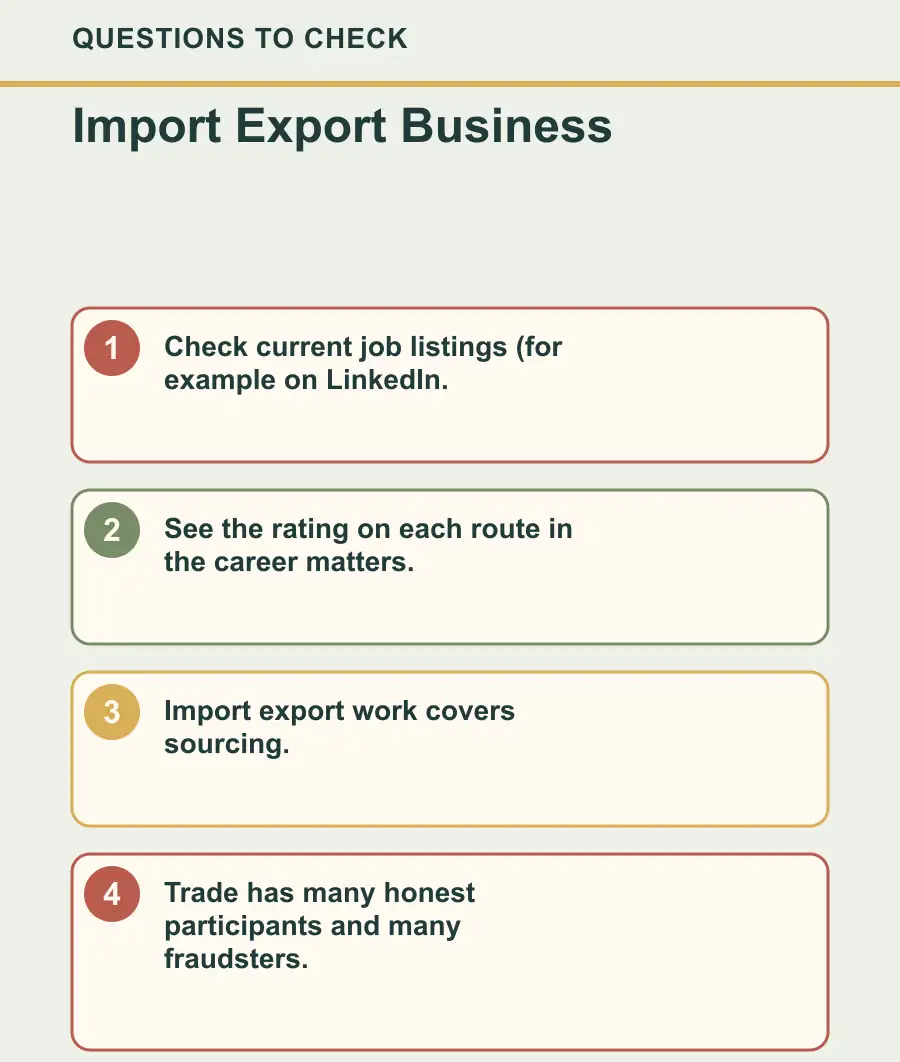 QUESTIONS TO CHECK
Import Export Business
1
Check current job listings (for
example on LinkedIn.
2
See the rating on each route in
the career matters.
3
Import export work covers
sourcing.
4
Trade has many honest
participants and many
fraudsters.